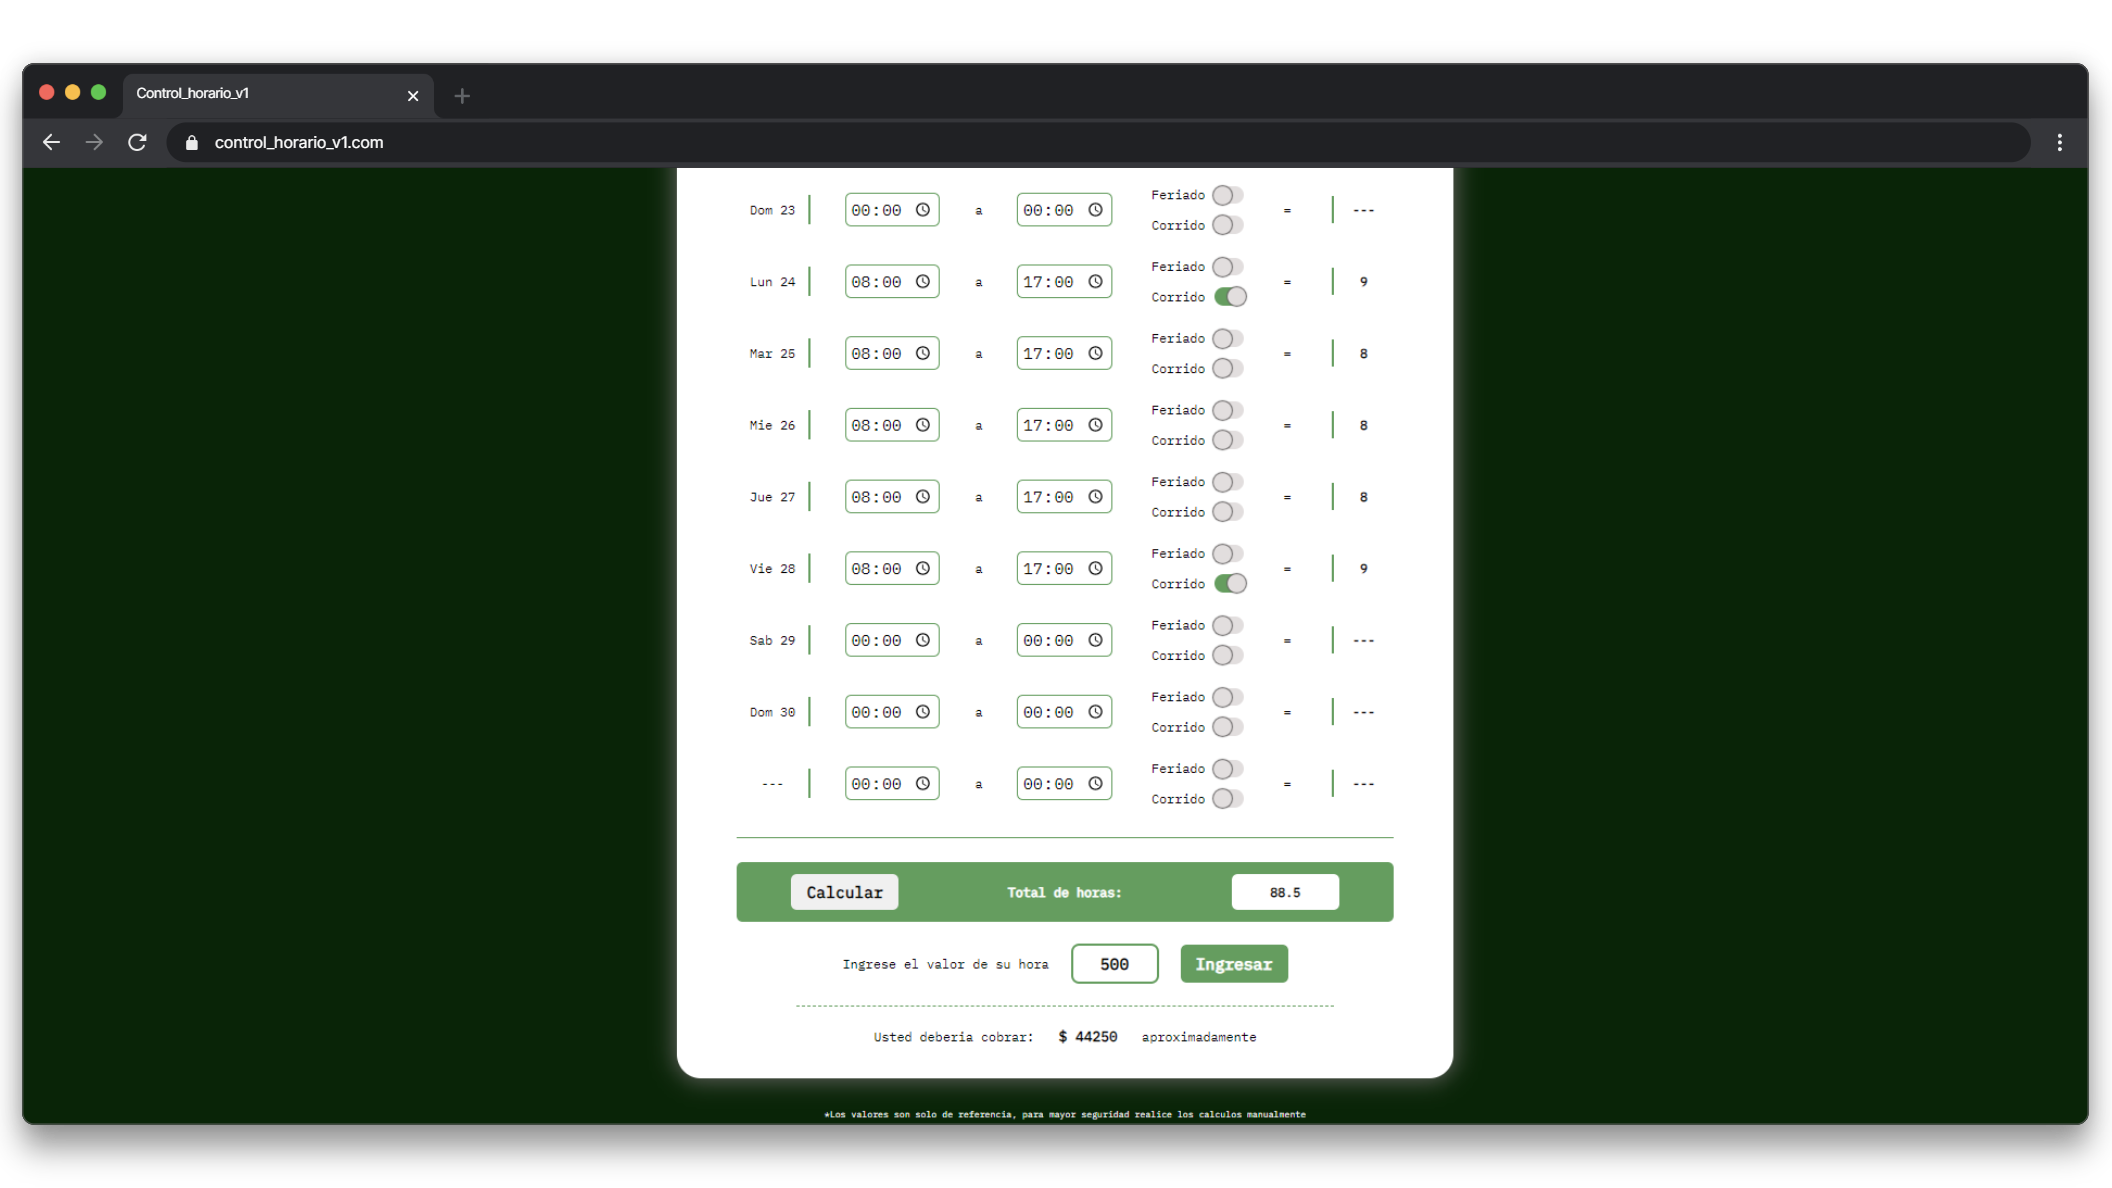 Control_horario_v1
control_horario_v1.com
Feriado
Dom 23 00:00 a 00:00 = ---
Corrido
Feriado
Lun 24 08:00 a 17:00 = 9
Corrido
Feriado
Mar 25 08:00 a 17:00 = 8
Corrido
Feriado
Mie 26 08:00 a 17:00 = 8
Corrido
Feriado
Jue 27 08:00 a 17:00 = 8
Corrido
Feriado
Vie 28 08:00 a 17:00 = 9
Corrido
Feriado
Sab 29 00:00 a 00:00 = ---
Corrido
Feriado
Dom 30 00:00 a 00:00 = ---
Corrido
Feriado
--- 00:00 a 00:00 = ---
Corrido
Calcular Total de horas: 88.5
Ingrese el valor de su hora 500 Ingresar
Usted deberia cobrar: $ 44250 aproximadamente
*Los valores son solo de referencia, para mayor seguridad realice los calculos manualmente